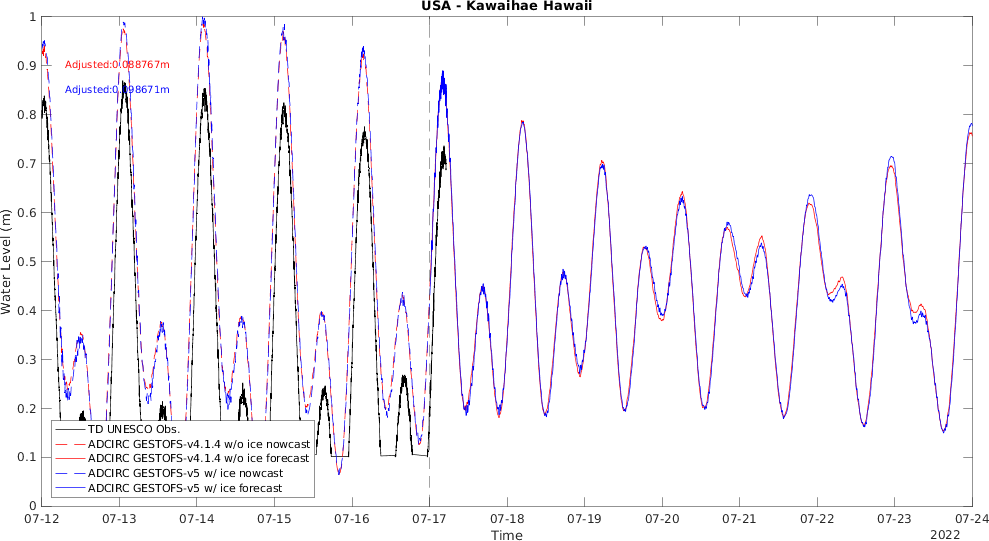 USA - Kawaihae Hawaii
1
0.9
0.8
0.7
0.6
0.5
0.4
0.3
0.2
0.1
0
Water Level (m)
Adjusted:0.088767m
Adjusted:0.098671m
TD UNESCO Obs.
ADCIRC GESTOFS-v4.1.4 w/o ice nowcast
ADCIRC GESTOFS-v4.1.4 w/o ice forecast
ADCIRC GESTOFS-v5 w/ ice nowcast
ADCIRC GESTOFS-v5 w/ ice forecast
07-12 07-13 07-14 07-15 07-16 07-17 07-18 07-19 07-20 07-21 07-22 07-23 07-24
Time
2022